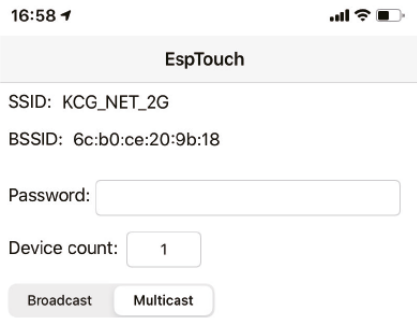 16:58
EspTouch
SSID: KCG_NET_2G
BSSID: 6c:b0:ce:20:9b:18
Password:
Device count: 1
Broadcast Multicast